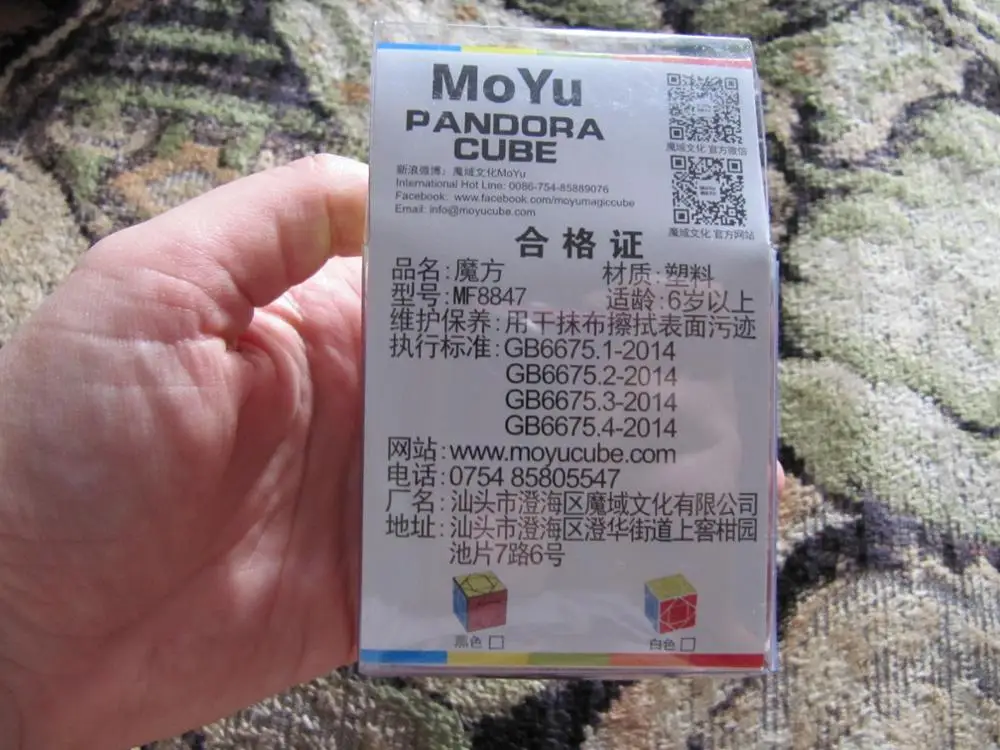 MoYu
PANDORA
CUBE
新浪微博：魔域文化MoYu
International Hot Line: 0086-754-85889076
Facebook: www.facebook.com/moyumagiccube
Email: info@moyucube.com
魔域文化 官方微信
魔域文化 官方网站
合格证
品名:魔方 材质:塑料
型号:MF8847 适龄:6岁以上
维护保养:用干抹布擦拭表面污迹
执行标准:GB6675.1-2014
GB6675.2-2014
GB6675.3-2014
GB6675.4-2014
网站:www.moyucube.com
电话:0754 85805547
厂名:汕头市澄海区魔域文化有限公司
地址:汕头市澄海区澄华街道上窖柑园
池片7路6号
黑色 白色